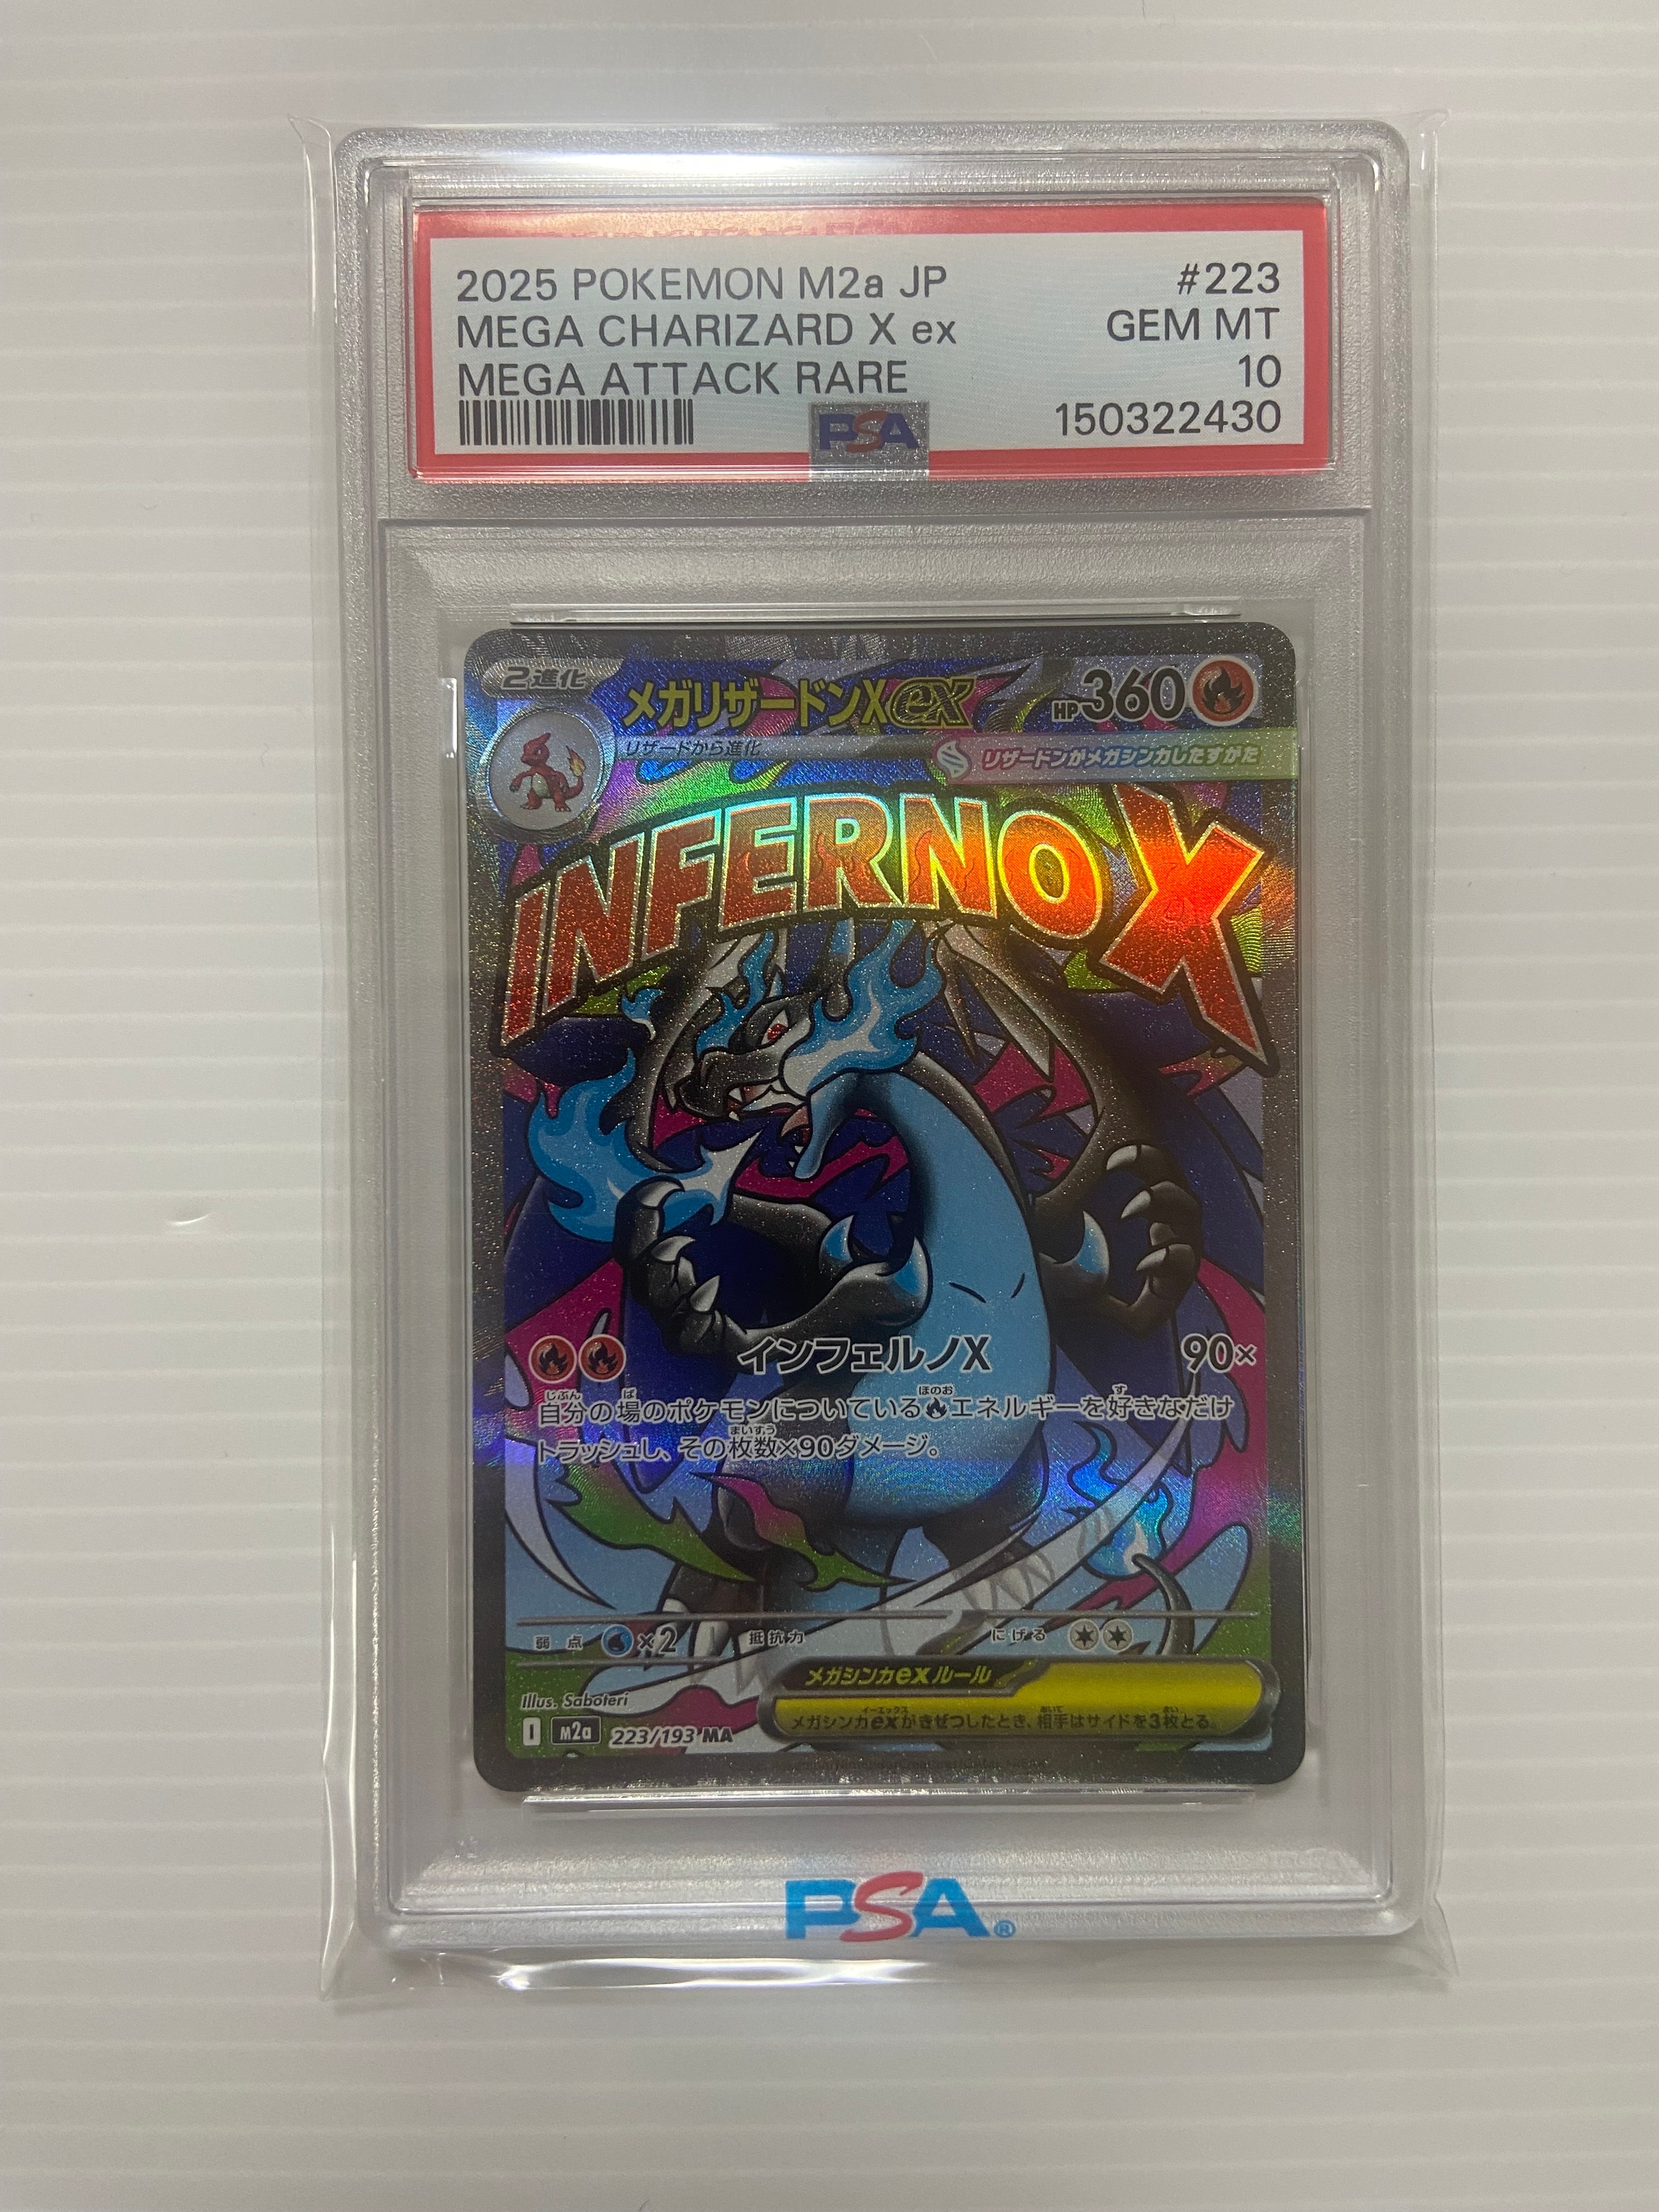 2025 POKEMON M2a JP #223
MEGA CHARIZARD X ex GEM MT
MEGA ATTACK RARE 10
PSA 150322430
2進化 メガリザードンXex HP360
リザードから進化 リザードンがメガシンカしたすがた
INFERNO X
インフェルノX 90×
自分の場のポケモンについているエネルギーを好きなだけ
トラッシュし、その枚数×90ダメージ。
弱点 ×2 抵抗力 にげる
メガシンカexルール
メガシンカexがきぜつしたとき、相手はサイドを3枚とる。
Illus. Saboteri
I M2a 223/193 MA
PSA®